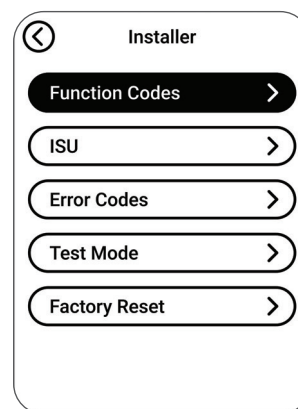 Installer
Function Codes
ISU
Error Codes
Test Mode
Factory Reset